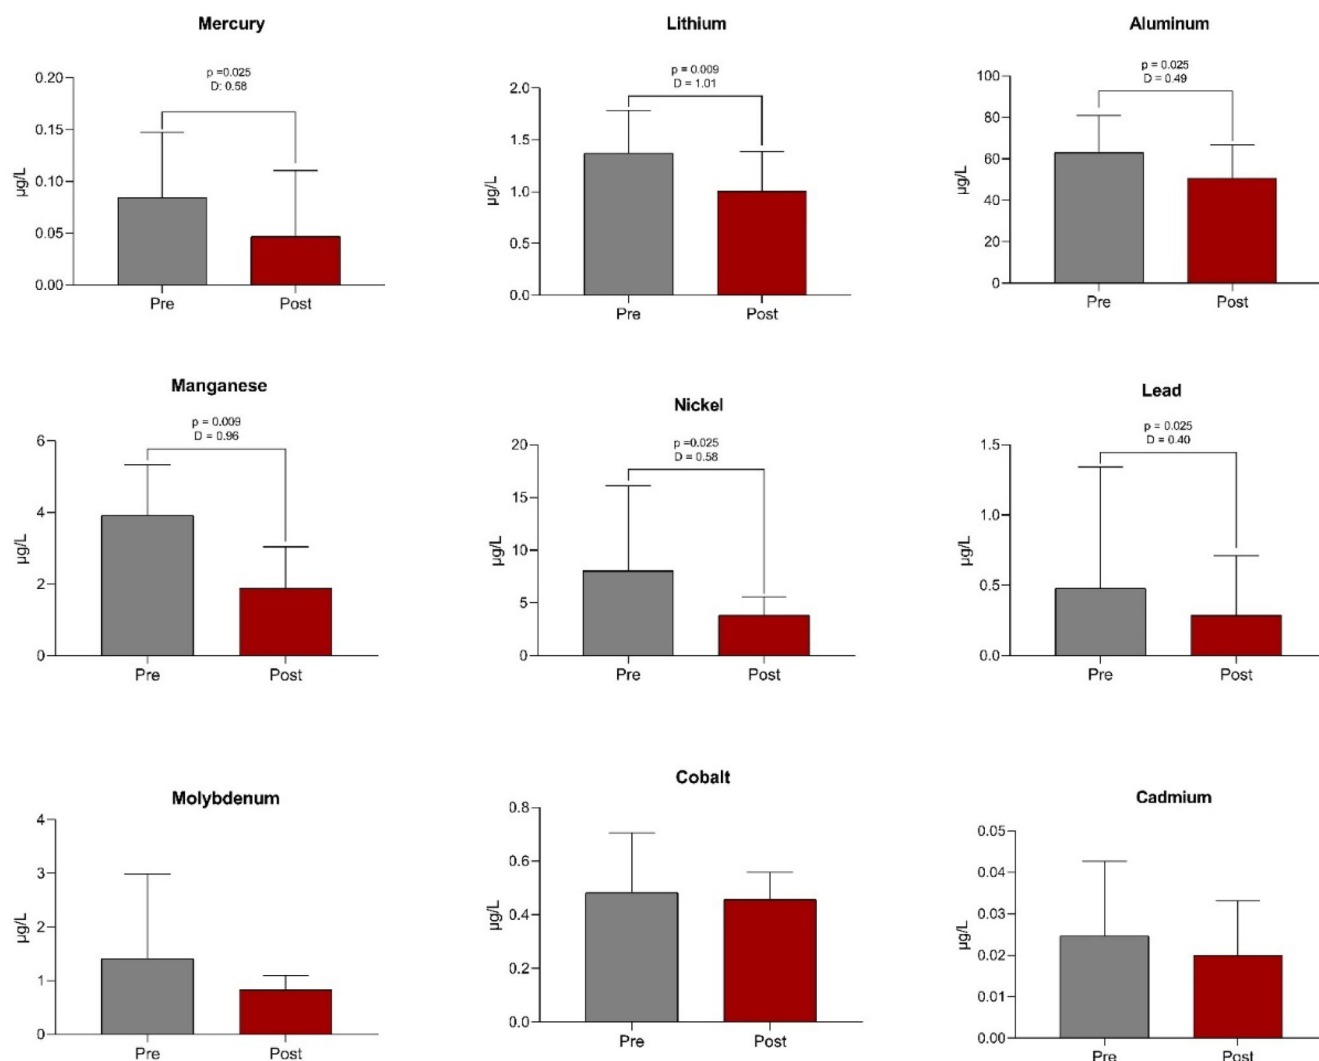 Mercury
p =0.025
D: 0.58
0.20
0.15
0.10
0.05
0.00
µg/L
Pre
Post
Lithium
p = 0.009
D = 1.01
2.0
1.5
1.0
0.5
0.0
µg/L
Pre
Post
Aluminum
p = 0.025
D = 0.49
100
80
60
40
20
0
µg/L
Pre
Post
Manganese
p = 0.009
D = 0.96
6
4
2
0
µg/L
Pre
Post
Nickel
p =0.025
D = 0.58
20
15
10
5
0
µg/L
Pre
Post
Lead
p = 0.025
D = 0.40
1.5
1.0
0.5
0.0
µg/L
Pre
Post
Molybdenum
4
3
2
1
0
µg/L
Pre
Post
Cobalt
0.8
0.6
0.4
0.2
0.0
µg/L
Pre
Post
Cadmium
0.05
0.04
0.03
0.02
0.01
0.00
µg/L
Pre
Post